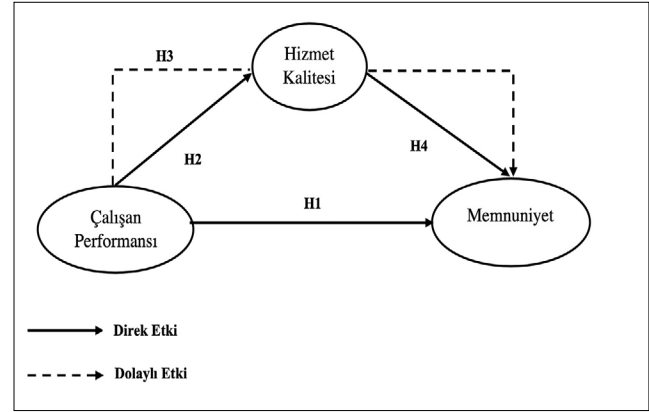 H3
Hizmet
Kalitesi
H2
H4
Çalışan
Performansı
H1
Memnuniyet
Direk Etki
Dolaylı Etki